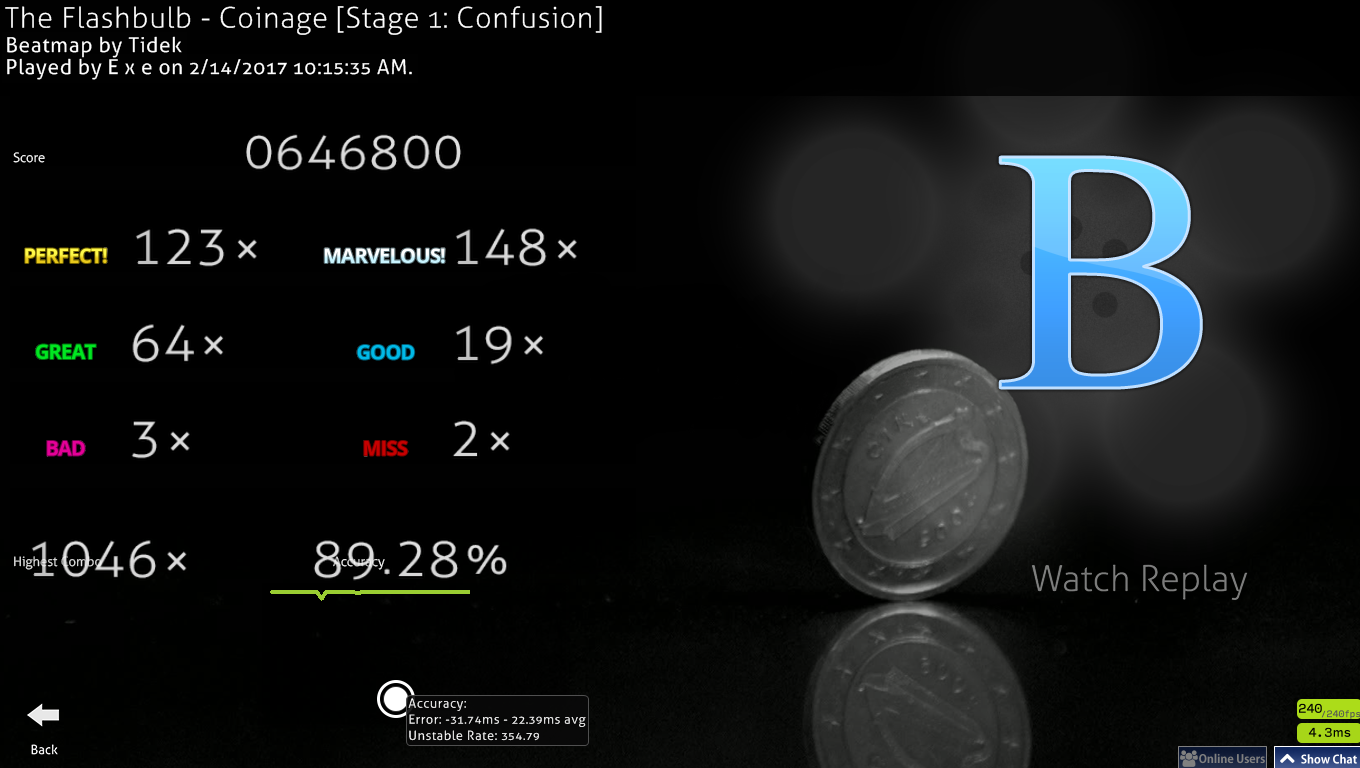 The Flashbulb - Coinage [Stage 1: Confusion]
Beatmap by Tidek
Played by E x e on 2/14/2017 10:15:35 AM.
Score 0646800
PERFECT! 123× MARVELOUS! 148×
GREAT 64× GOOD 19×
BAD 3× MISS 2×
Highest Combo 1046× Accuracy 89.28%
B
Watch Replay
Accuracy:
Error: -31.74ms - 22.39ms avg
Unstable Rate: 354.79
Back
240/240fps
4.3ms
Online Users Show Chat